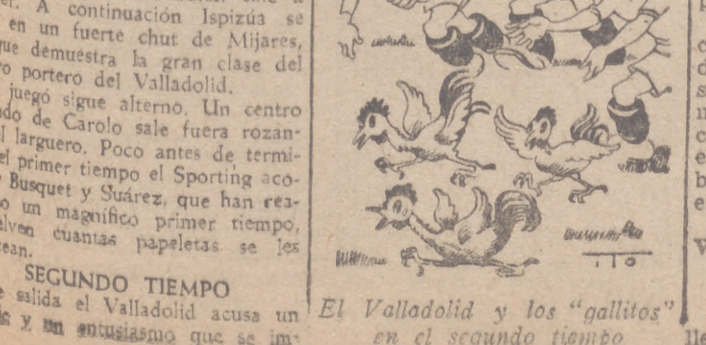 A continuación Ispizúa se
en un fuerte chut de Mijares,
que demuestra la gran clase del
portero del Valladolid.
juegó sigue alterno. Un centro
de Carolo sale fuera rozán-
larguero. Poco antes de termi-
el primer tiempo el Sporting aco-
Busquet y Suárez, que han rea-
o un magnífico primer tiempo,
cuantas papeletas se les
SEGUNDO TIEMPO
salida el Valladolid acusa un
y un entusiasmo que se im-
El Valladolid y los "gallitos"
en el segundo tiempo